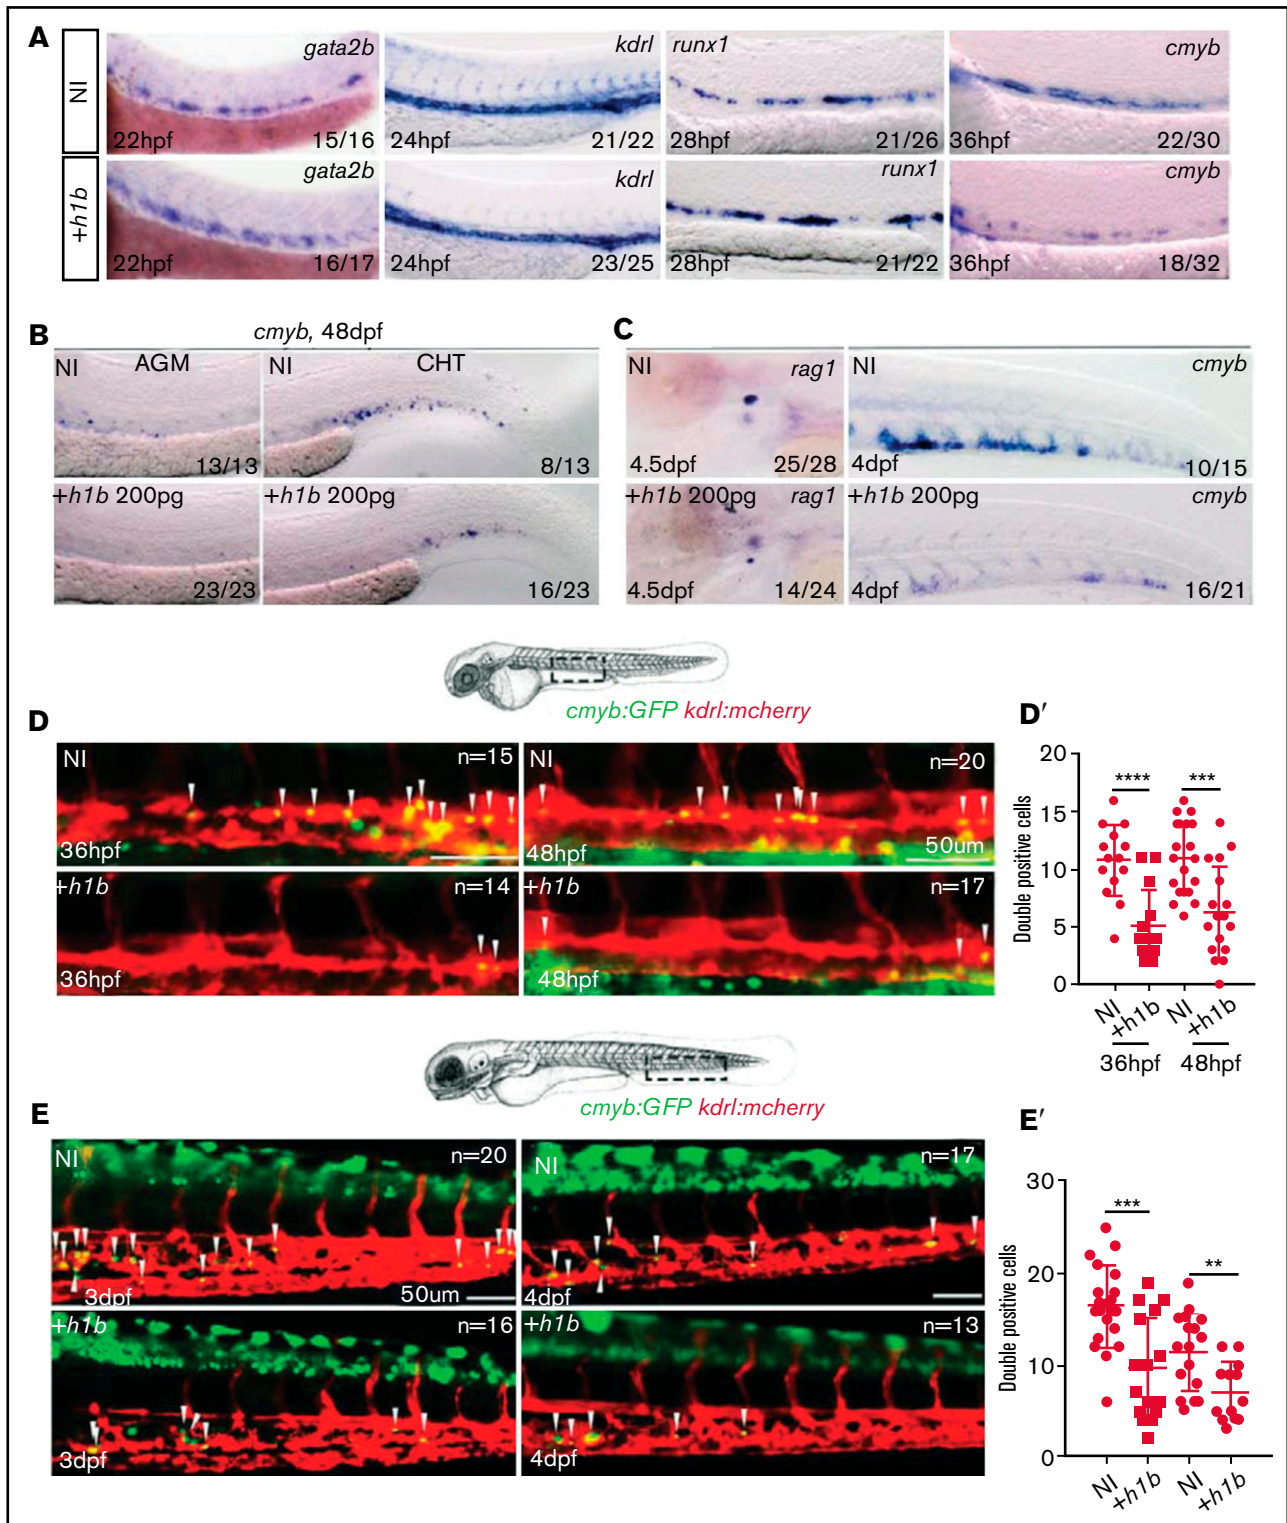 A
NI
gata2b
22hpf
15/16
kdrl
24hpf
21/22
runx1
28hpf
21/26
cmyb
36hpf
22/30
+h1b
gata2b
22hpf
16/17
kdrl
24hpf
23/25
runx1
28hpf
21/22
cmyb
36hpf
18/32
B
cmyb, 48dpf
NI
AGM
13/13
NI
CHT
8/13
+h1b 200pg
23/23
+h1b 200pg
16/23
C
NI
rag1
4.5dpf
25/28
NI
cmyb
4dpf
10/15
+h1b 200pg
rag1
4.5dpf
14/24
+h1b 200pg
cmyb
4dpf
16/21
cmyb:GFP kdrl:mcherry
D
NI
n=15
36hpf
NI
n=20
48hpf
50um
+h1b
n=14
36hpf
+h1b
n=17
48hpf
D′
Double positive cells
20
15
10
5
0
****
***
NI
+h1b
NI
+h1b
36hpf
48hpf
cmyb:GFP kdrl:mcherry
E
NI
n=20
3dpf
50um
NI
n=17
4dpf
+h1b
n=16
3dpf
+h1b
n=13
4dpf
E′
Double positive cells
30
20
10
0
***
**
NI
+h1b
NI
+h1b